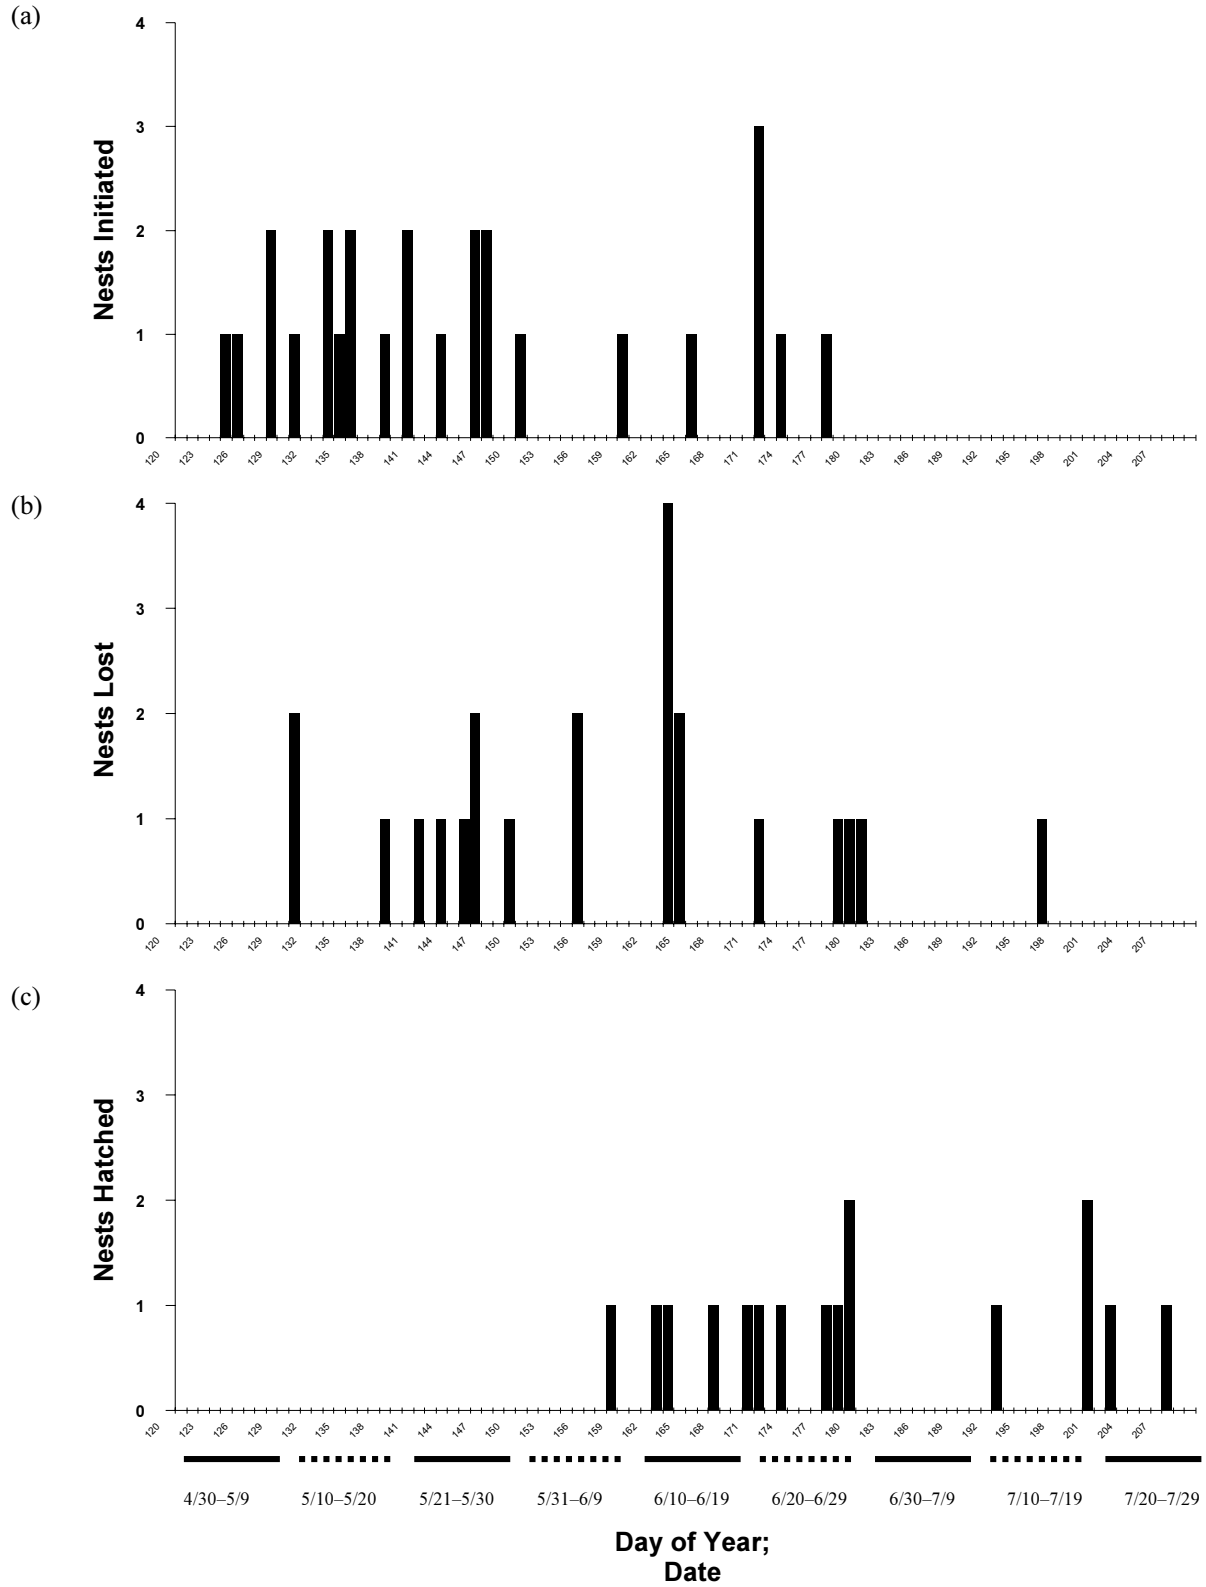 (a)
4
3
2
1
0
Nests Initiated
120 123 126 129 132 135 138 141 144 147 150 153 156 159 162 165 168 171 174 177 180 183 186 189 192 195 198 201 204 207
(b)
4
3
2
1
0
Nests Lost
120 123 126 129 132 135 138 141 144 147 150 153 156 159 162 165 168 171 174 177 180 183 186 189 192 195 198 201 204 207
(c)
4
3
2
1
0
Nests Hatched
120 123 126 129 132 135 138 141 144 147 150 153 156 159 162 165 168 171 174 177 180 183 186 189 192 195 198 201 204 207
4/30–5/9 5/10–5/20 5/21–5/30 5/31–6/9 6/10–6/19 6/20–6/29 6/30–7/9 7/10–7/19 7/20–7/29
Day of Year;
Date